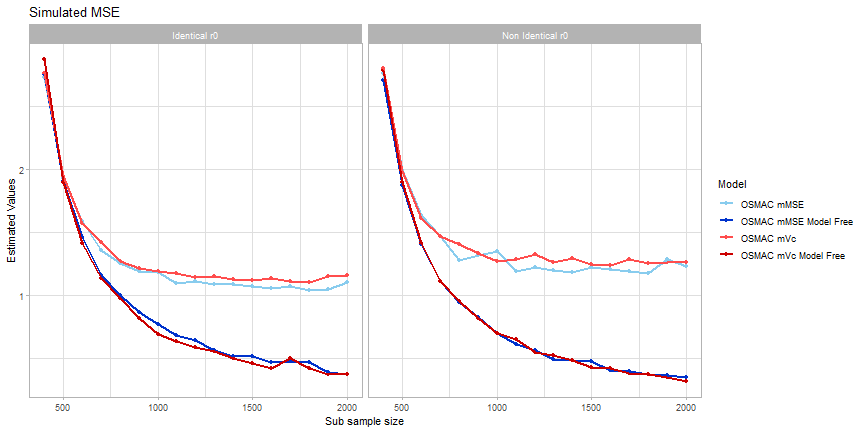 Simulated MSE
Identical r0
Non Identical r0
Estimated Values
2
1
500
1000
1500
2000
500
1000
1500
2000
Sub sample size
Model
OSMAC mMSE
OSMAC mMSE Model Free
OSMAC mVc
OSMAC mVc Model Free